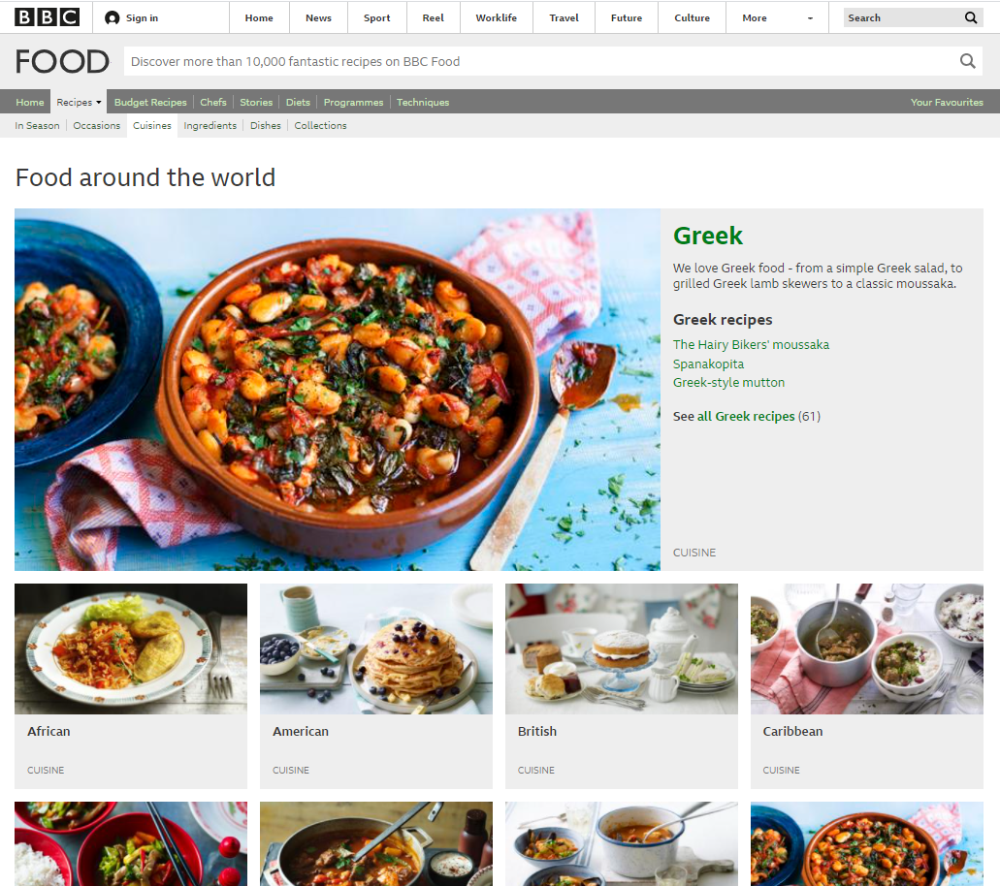 BBC
Sign in
Home
News
Sport
Reel
Worklife
Travel
Future
Culture
More
Search
FOOD
Discover more than 10,000 fantastic recipes on BBC Food
Home
Recipes
Budget Recipes
Chefs
Stories
Diets
Programmes
Techniques
Your Favourites
In Season
Occasions
Cuisines
Ingredients
Dishes
Collections
Food around the world
Greek
We love Greek food - from a simple Greek salad, to
grilled Greek lamb skewers to a classic moussaka.
Greek recipes
The Hairy Bikers' moussaka
Spanakopita
Greek-style mutton
See all Greek recipes (61)
CUISINE
African
CUISINE
American
CUISINE
British
CUISINE
Caribbean
CUISINE